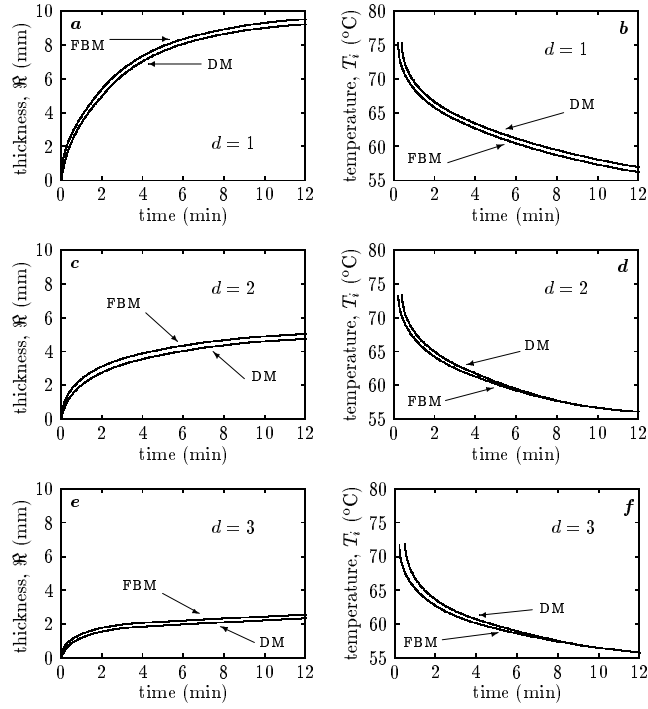 thickness, ℜ (mm)
10
8
6
4
2
0
a
FBM
DM
d = 1
0 2 4 6 8 10 12
time (min)
temperature, T_i (°C)
80
75
70
65
60
55
b
d = 1
DM
FBM
0 2 4 6 8 10 12
time (min)
thickness, ℜ (mm)
10
8
6
4
2
0
c
d = 2
FBM
DM
0 2 4 6 8 10 12
time (min)
temperature, T_i (°C)
80
75
70
65
60
55
d
d = 2
DM
FBM
0 2 4 6 8 10 12
time (min)
thickness, ℜ (mm)
10
8
6
4
2
0
e
d = 3
FBM
DM
0 2 4 6 8 10 12
time (min)
temperature, T_i (°C)
80
75
70
65
60
55
f
d = 3
DM
FBM
0 2 4 6 8 10 12
time (min)